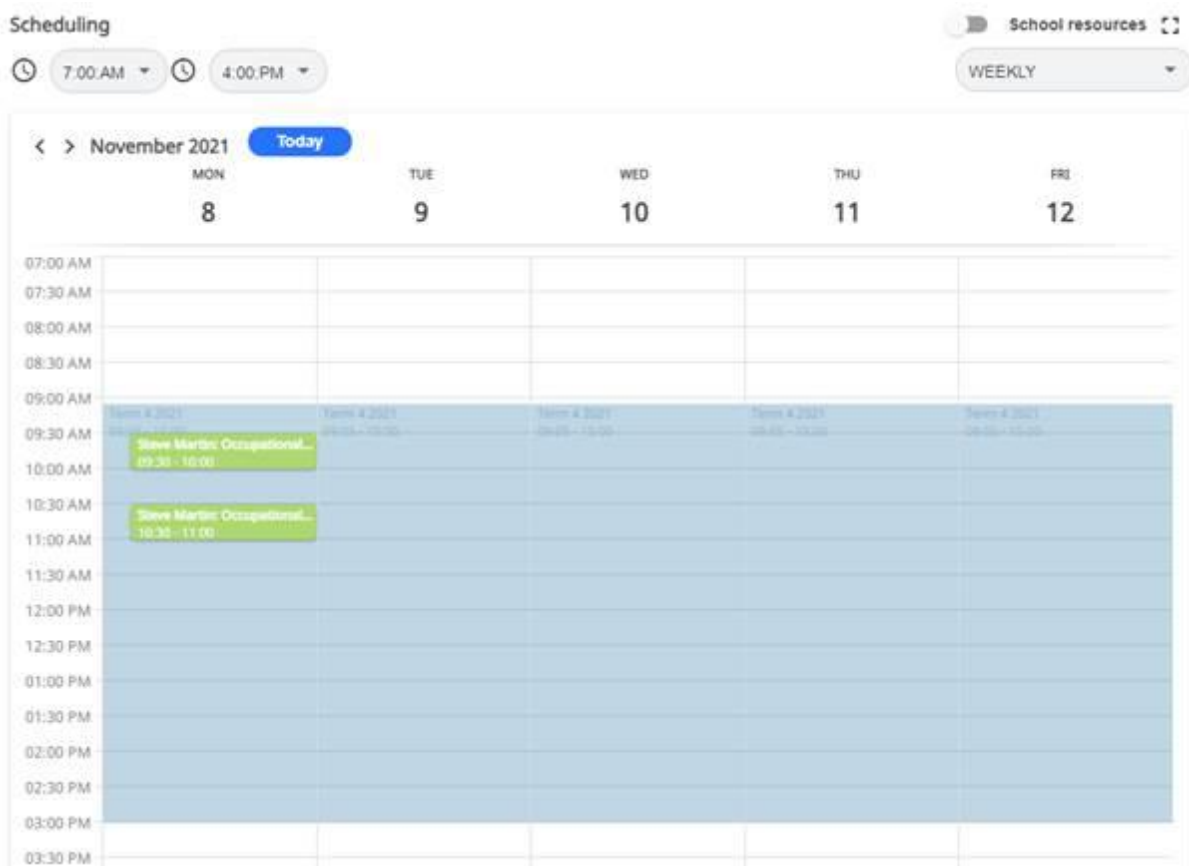 Scheduling
School resources
7:00 AM
4:00 PM
WEEKLY
November 2021
Today
MON TUE WED THU FRI
8 9 10 11 12
07:00 AM
07:30 AM
08:00 AM
08:30 AM
09:00 AM
Term 4 2021 Term 4 2021 Term 4 2021 Term 4 2021 Term 4 2021
09:30 AM
Steve Martin: Occupational...
09:30 - 10:00
10:00 AM
10:30 AM
Steve Martin: Occupational...
10:30 - 11:00
11:00 AM
11:30 AM
12:00 PM
12:30 PM
01:00 PM
01:30 PM
02:00 PM
02:30 PM
03:00 PM
03:30 PM